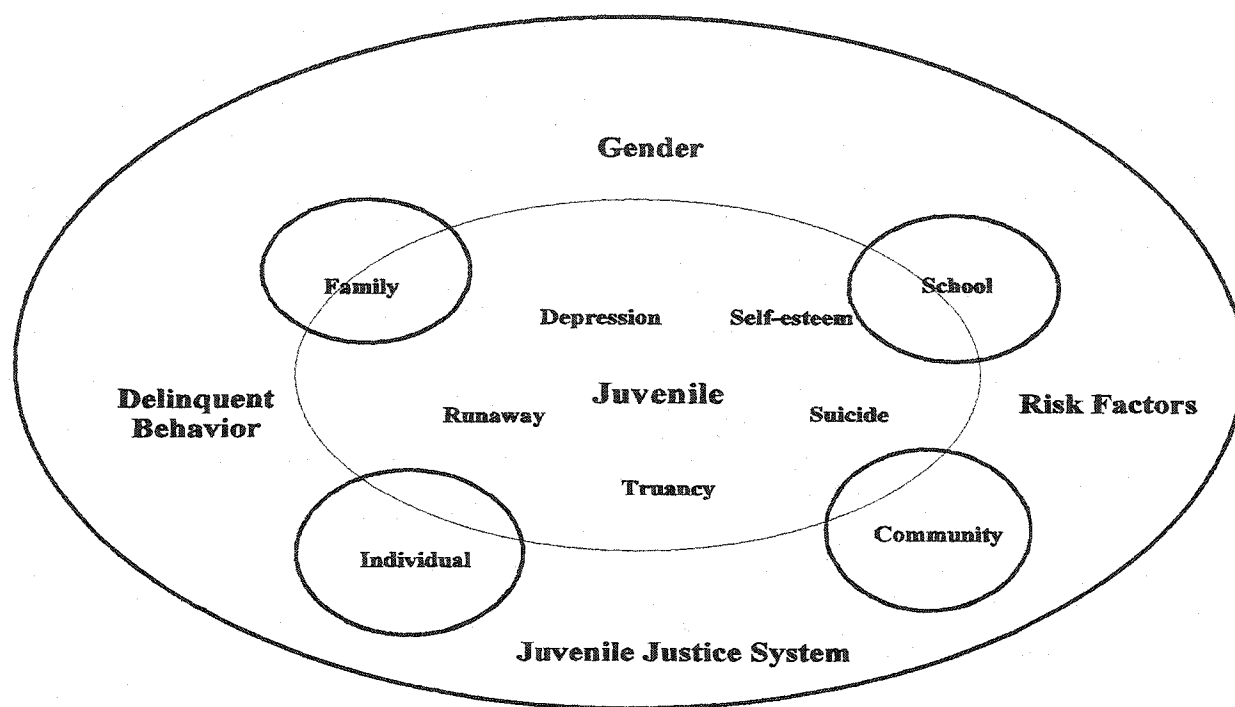 Gender
Family
School
Depression
Self-esteem
Juvenile
Delinquent
Behavior
Runaway
Suicide
Risk Factors
Truancy
Individual
Community
Juvenile Justice System